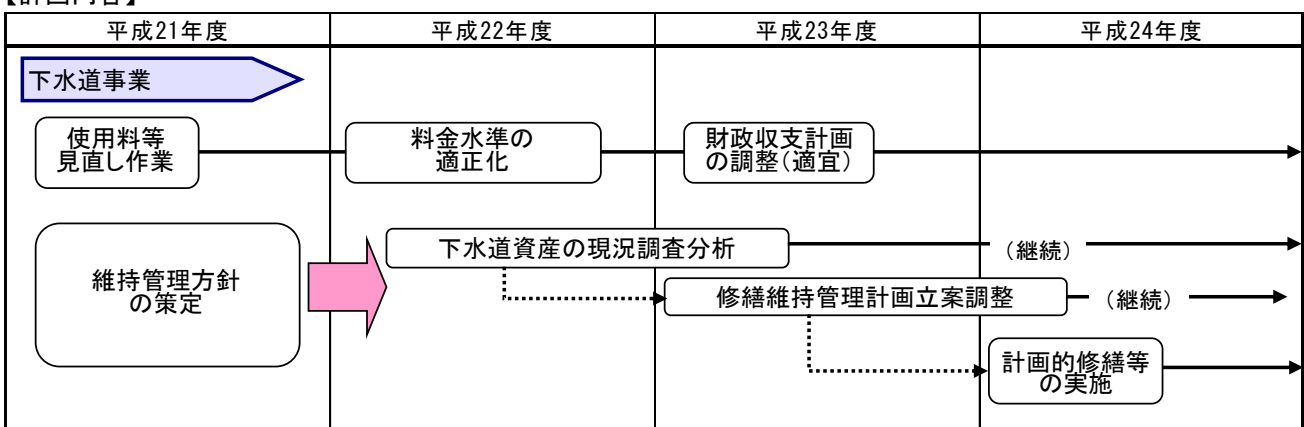 【計画内容】
平成21年度 平成22年度 平成23年度 平成24年度
下水道事業
使用料等
見直し作業
料金水準の
適正化
財政収支計画
の調整（適宜）
維持管理方針
の策定
下水道資産の現況調査分析
（継続）
修繕維持管理計画立案調整
（継続）
計画的修繕等
の実施